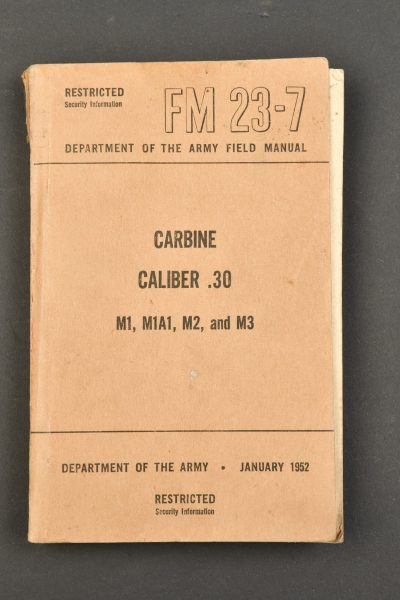 RESTRICTED
Security Information
FM 23-7
DEPARTMENT OF THE ARMY FIELD MANUAL
CARBINE
CALIBER .30
M1, M1A1, M2, and M3
DEPARTMENT OF THE ARMY • JANUARY 1952
RESTRICTED
Security Information